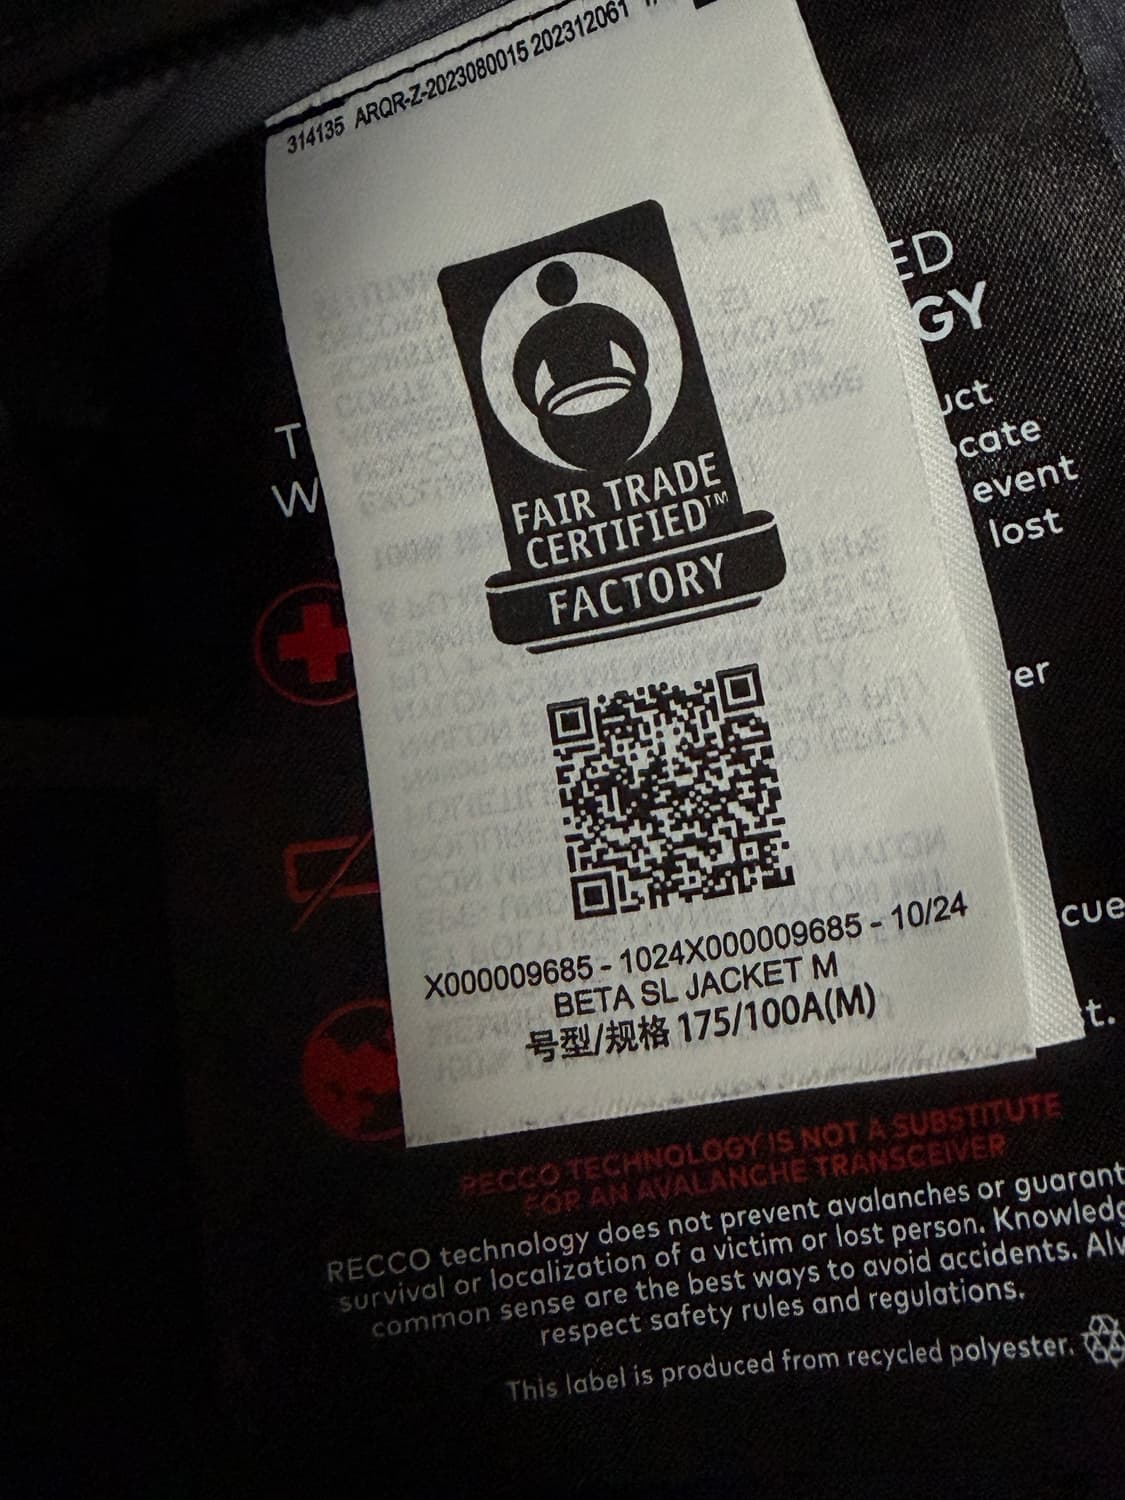 314135 ARQR-Z-2023080015 202312061
FAIR TRADE
CERTIFIED™
FACTORY
X000009685 - 1024X000009685 - 10/24
BETA SL JACKET M
号型/规格 175/100A(M)
ED
GY
T
W
uct
cate
event
lost
er
cue
t.
RECCO TECHNOLOGY IS NOT A SUBSTITUTE
FOR AN AVALANCHE TRANSCEIVER
RECCO technology does not prevent avalanches or guarant
survival or localization of a victim or lost person. Knowledg
common sense are the best ways to avoid accidents. Alw
respect safety rules and regulations.
This label is produced from recycled polyester.